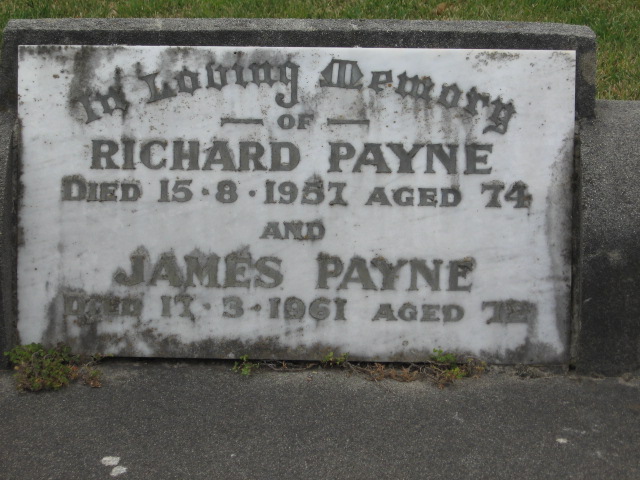 In Loving Memory
— OF —
RICHARD PAYNE
DIED 15·8·1957 AGED 74
AND
JAMES PAYNE
DIED 17·3·1961 AGED